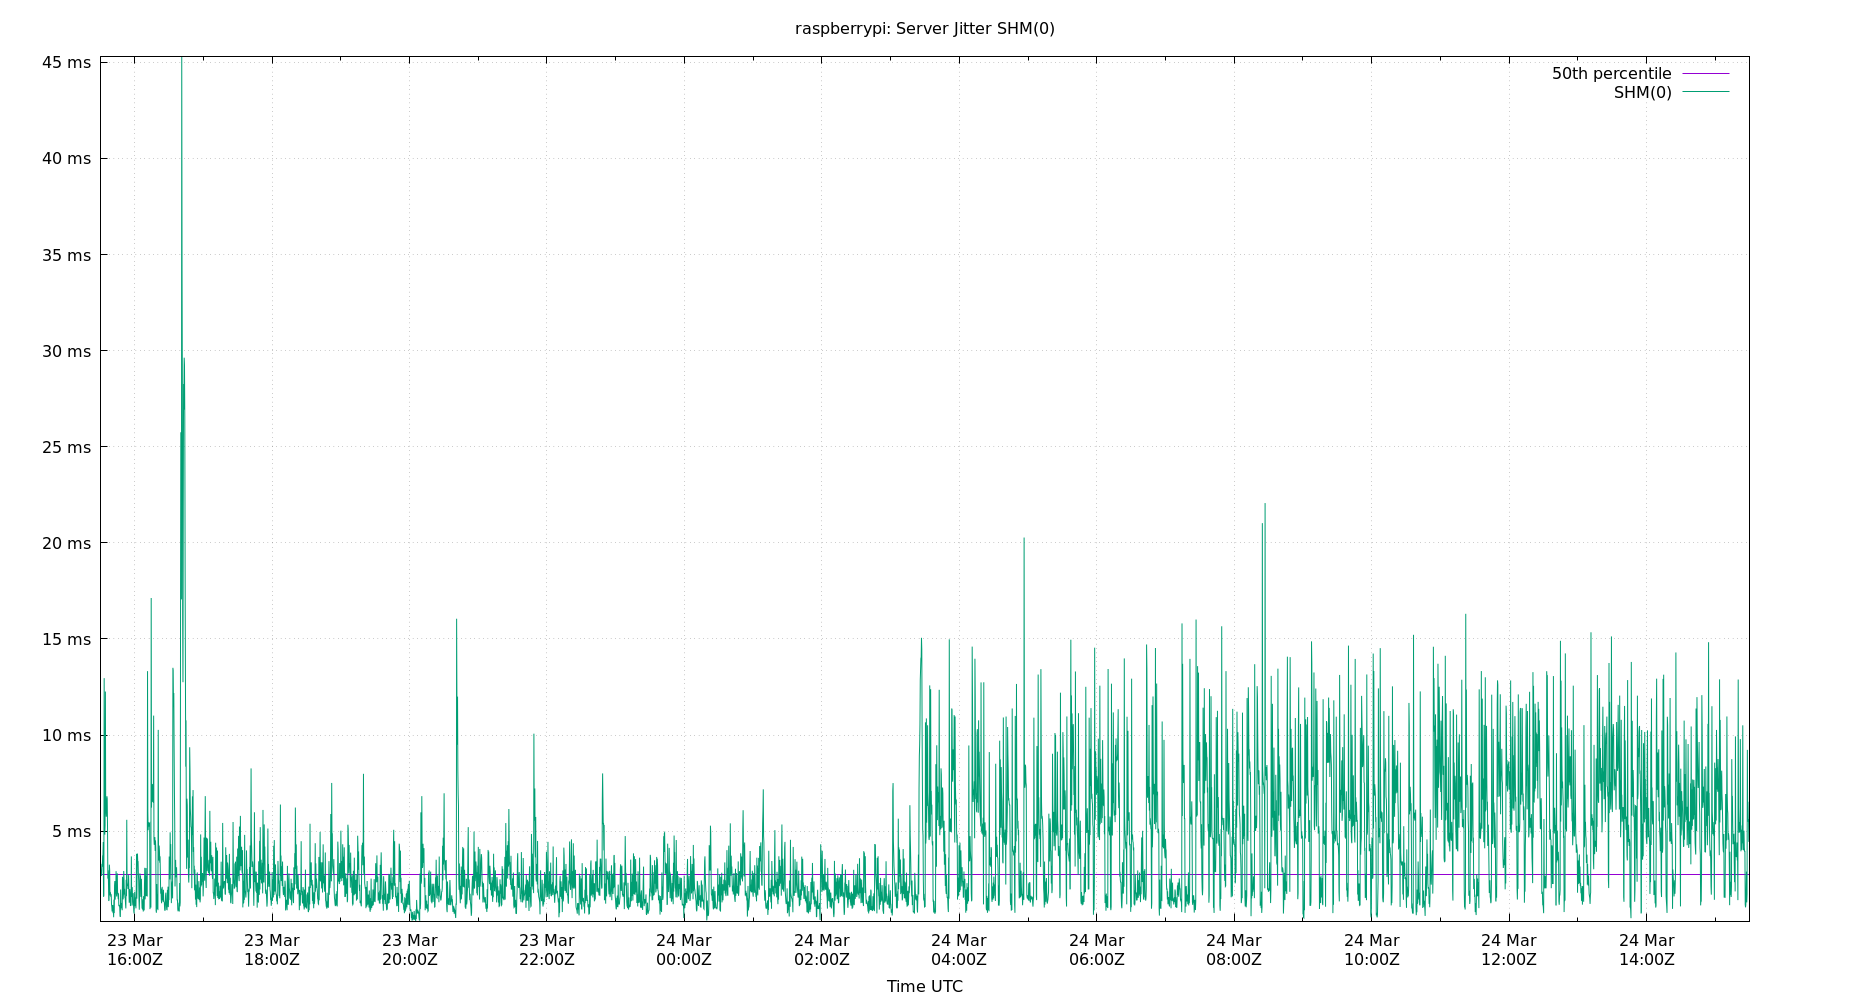 raspberrypi: Server Jitter SHM(0)
45 ms
40 ms
35 ms
30 ms
25 ms
20 ms
15 ms
10 ms
5 ms
50th percentile
SHM(0)
23 Mar 23 Mar 23 Mar 23 Mar 24 Mar 24 Mar 24 Mar 24 Mar 24 Mar 24 Mar 24 Mar 24 Mar
16:00Z 18:00Z 20:00Z 22:00Z 00:00Z 02:00Z 04:00Z 06:00Z 08:00Z 10:00Z 12:00Z 14:00Z
Time UTC